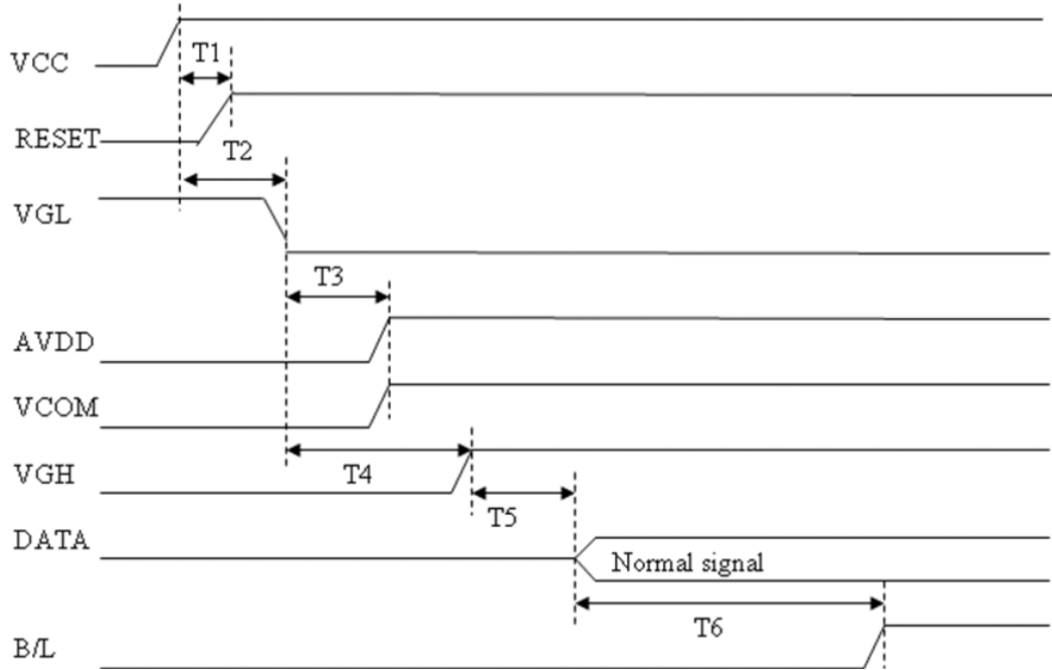 VCC
T1
RESET
T2
VGL
T3
AVDD
VCOM
VGH
T4
T5
DATA
Normal signal
T6
B/L